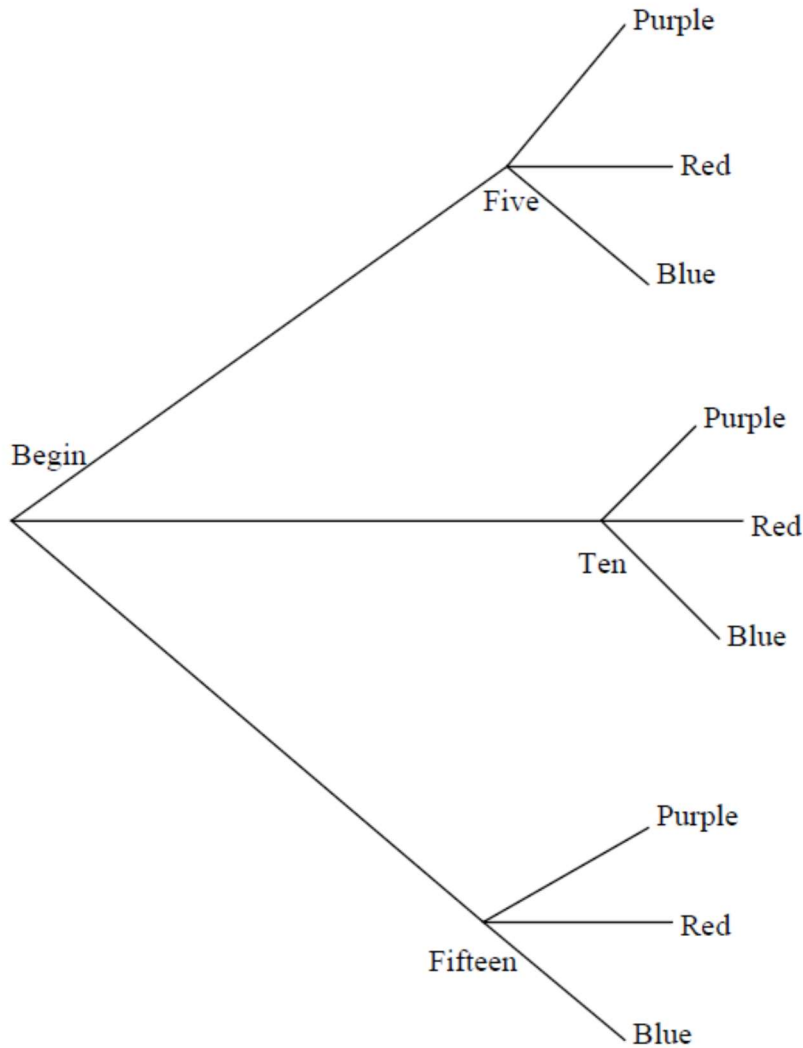 Purple
Red
Five
Blue
Purple
Begin
Red
Ten
Blue
Purple
Red
Fifteen
Blue